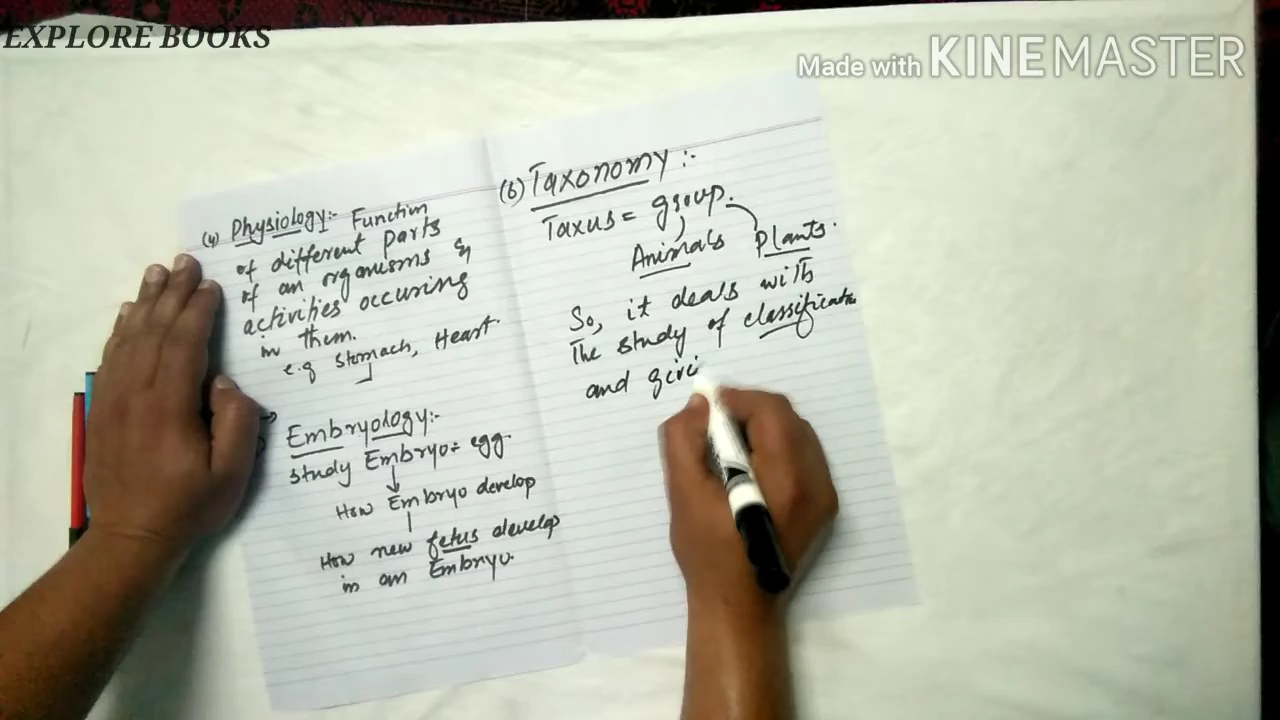 EXPLORE BOOKS
Made with KINEMASTER
(4) Physiology:- Function
of different parts
of an organisms &
activities occuring
in them.
e.g Stomach, Heart.
Embryology:-
study Embryo= egg.
How Embryo develop
How new fetus develop
in an Embryo.
(6) Taxonomy:-
Taxus = group.
Animals Plants.
So, it deals with
The study of classificatn
and givi